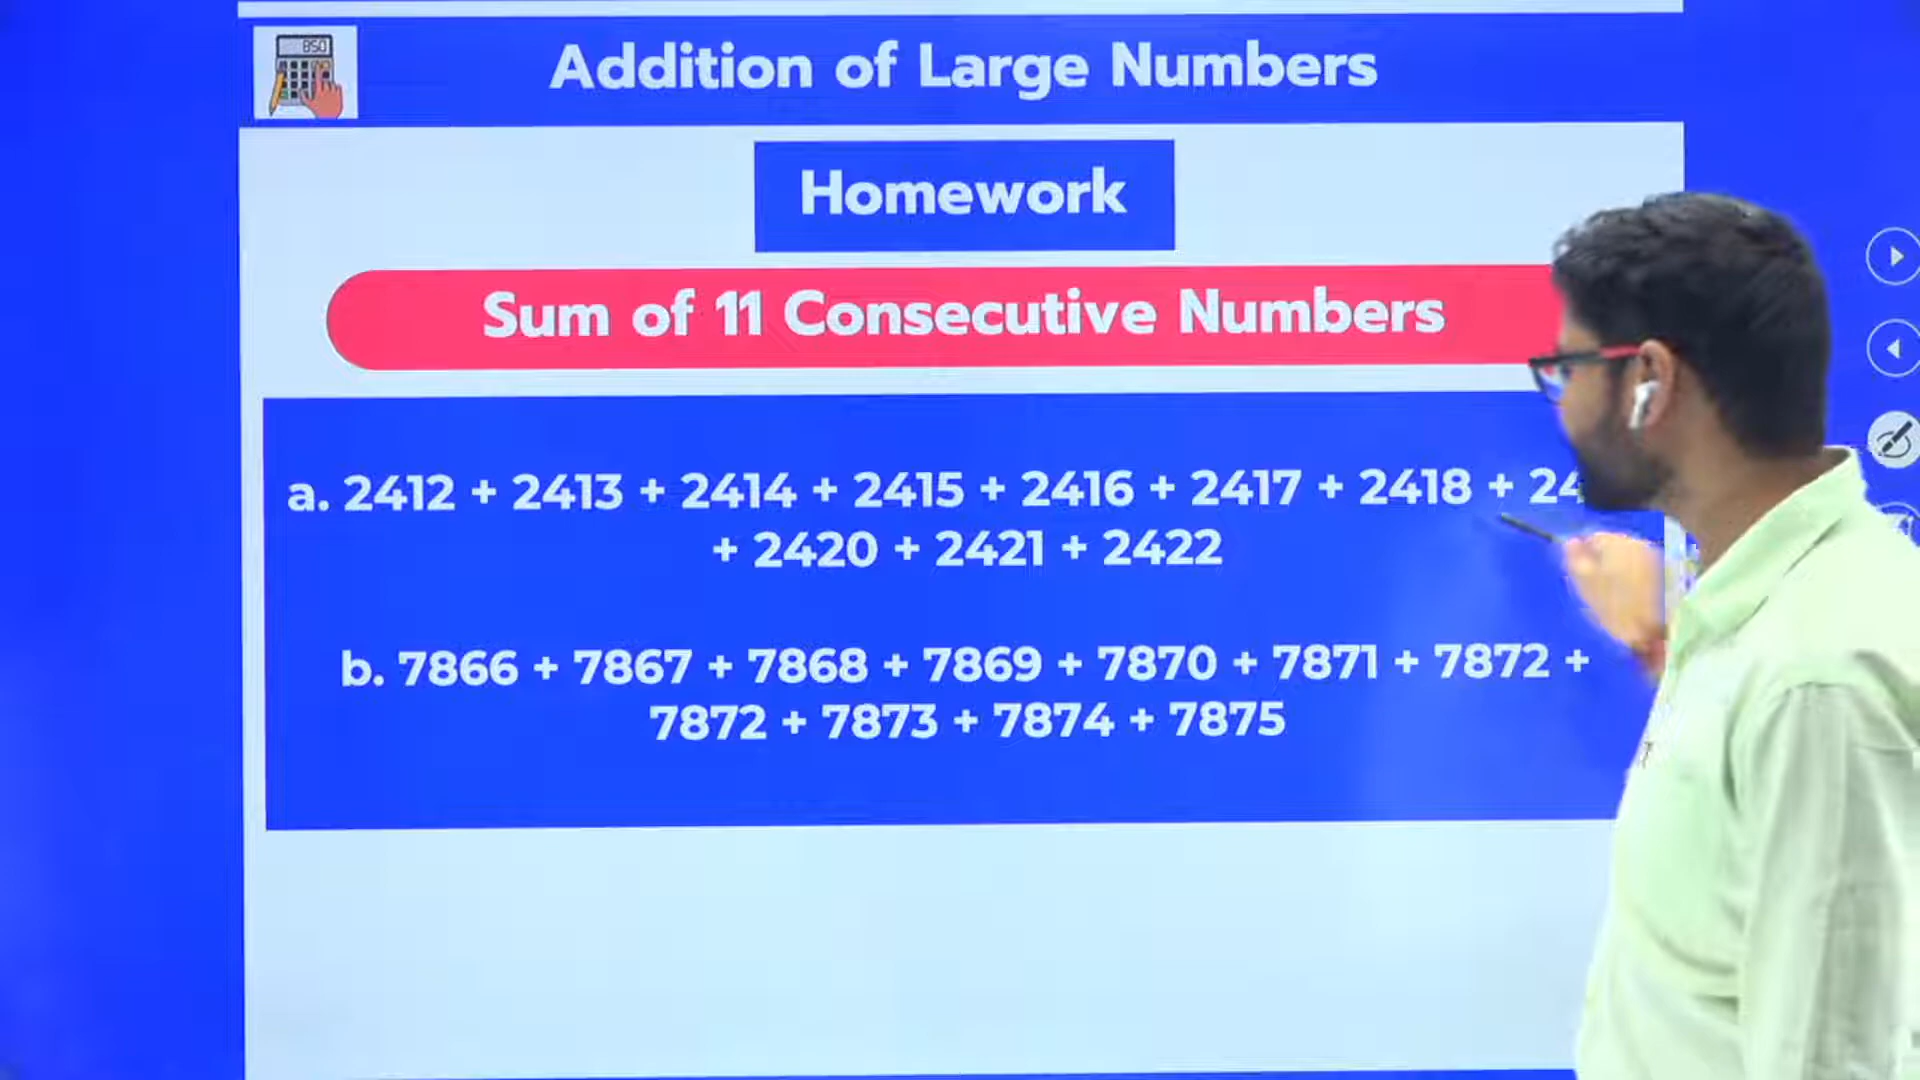 850
Addition of Large Numbers
Homework
Sum of 11 Consecutive Numbers
a. 2412 + 2413 + 2414 + 2415 + 2416 + 2417 + 2418 + 24
+ 2420 + 2421 + 2422
b. 7866 + 7867 + 7868 + 7869 + 7870 + 7871 + 7872 +
7872 + 7873 + 7874 + 7875